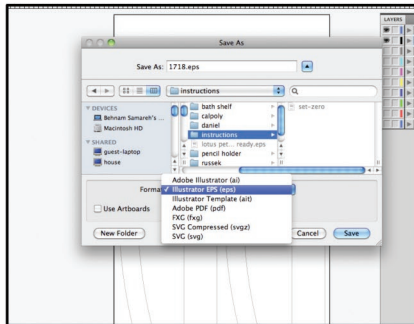 LAYERS
Save As
Save As: 1718.eps
instructions
DEVICES
Behnam Samareh's ...
Macintosh HD
SHARED
guest-laptop
house
bath shelf
calpoly
daniel
instructions
lotus pet... ready.eps
pencil holder
russek
set-zero
Format
Adobe Illustrator (ai)
✓ Illustrator EPS (eps)
Illustrator Template (ait)
Adobe PDF (pdf)
FXG (fxg)
SVG Compressed (svgz)
SVG (svg)
Use Artboards
New Folder
Cancel
Save